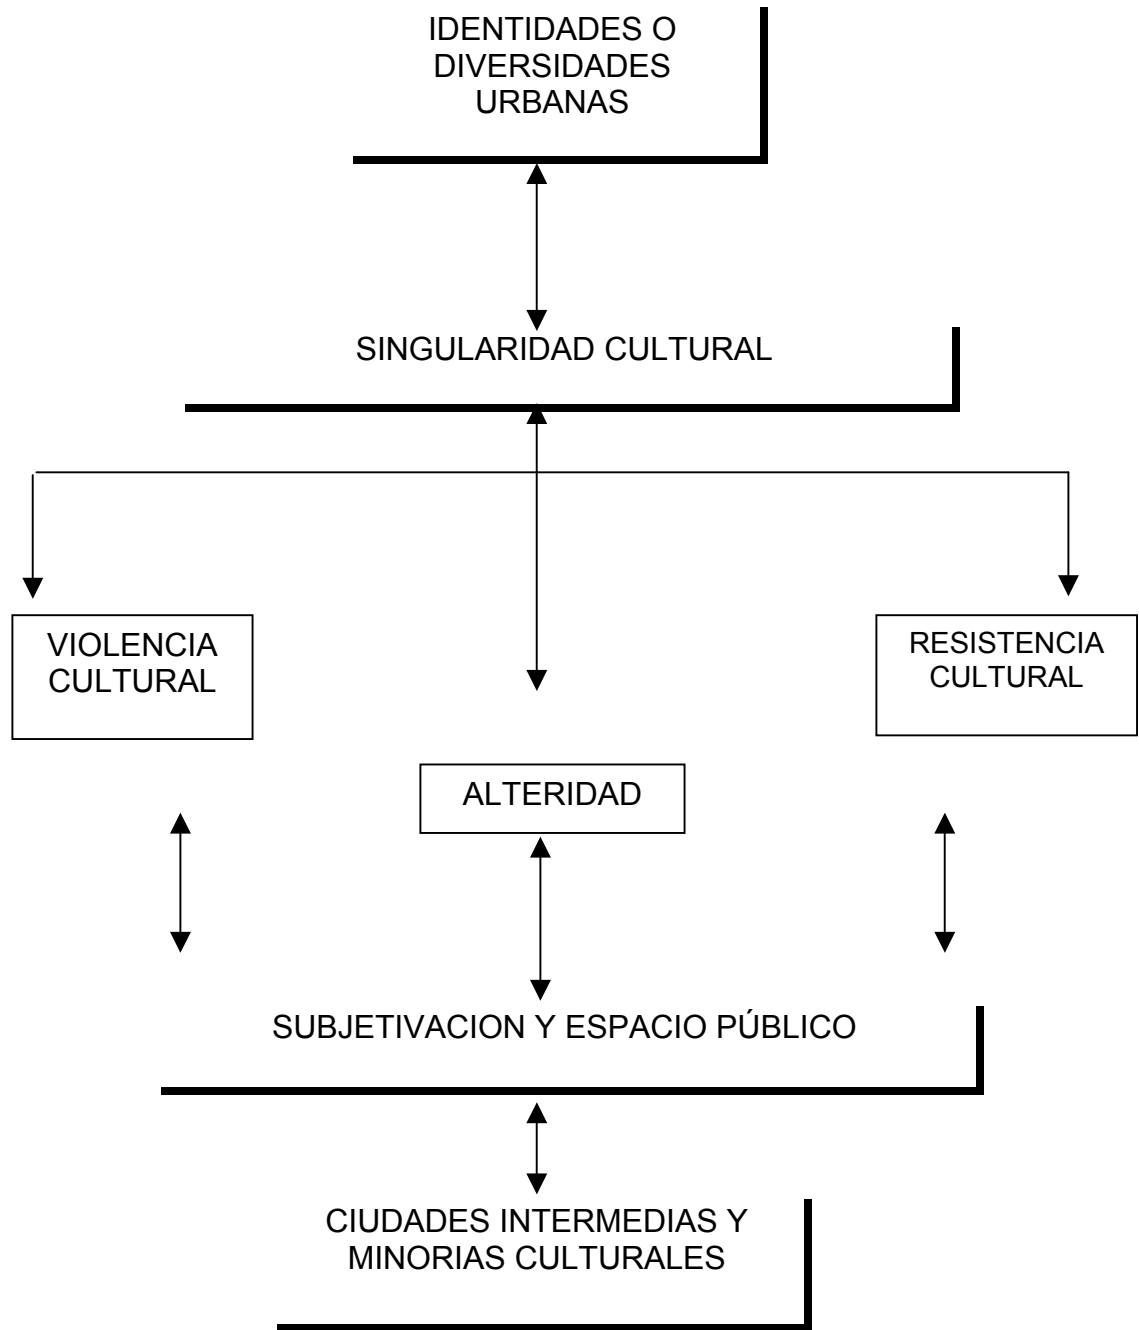 IDENTIDADES O
DIVERSIDADES
URBANAS
SINGULARIDAD CULTURAL
VIOLENCIA
CULTURAL
RESISTENCIA
CULTURAL
ALTERIDAD
SUBJETIVACION Y ESPACIO PÚBLICO
CIUDADES INTERMEDIAS Y
MINORIAS CULTURALES